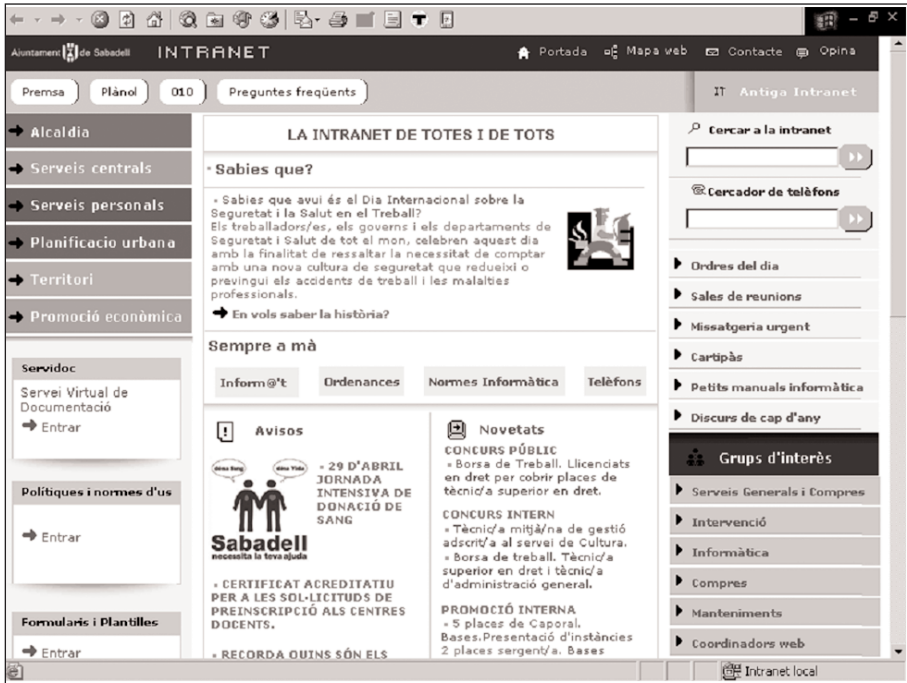 Ajuntament de Sabadell
INTRANET
Portada
Mapa web
Contacte
Opina
Premsa
Plànol
010
Preguntes freqüents
IT Antiga Intranet
Alcaldia
Serveis centrals
Serveis personals
Planificacio urbana
Territori
Promoció econòmica
Servidoc
Servei Virtual de
Documentació
Entrar
Polítiques i normes d'us
Entrar
Formularis i Plantilles
Entrar
LA INTRANET DE TOTES I DE TOTS
Sabies que?
Sabies que avui és el Dia Internacional sobre la
Seguretat i la Salut en el Treball?
Els treballadors/es, els governs i els departaments de
Seguretat i Salut de tot el mon, celebren aquest dia
amb la finalitat de ressaltar la necessitat de comptar
amb una nova cultura de seguretat que redueixi o
previngui els accidents de treball i les malalties
professionals.
En vols saber la història?
Sempre a mà
Inform@'t
Ordenances
Normes Informàtica
Telèfons
Avisos
dóna Sang
dóna Vida
Sabadell
necessita la teva ajuda
29 D'ABRIL
JORNADA
INTENSIVA DE
DONACIÓ DE
SANG
CERTIFICAT ACREDITATIU
PER A LES SOL·LICITUDS DE
PREINSCRIPCIÓ ALS CENTRES
DOCENTS.
RECORDA QUINS SÓN ELS
Novetats
CONCURS PÚBLIC
Borsa de Treball. Llicenciats
en dret per cobrir places de
tècnic/a superior en dret.
CONCURS INTERN
Tècnic/a mitjà/na de gestió
adscrit/a al servei de Cultura.
Borsa de treball. Tècnic/a
superior en dret i tècnic/a
d'administració general.
PROMOCIÓ INTERNA
5 places de Caporal.
Bases.Presentació d'instàncies
2 places sergent/a. Bases
Cercar a la intranet
Cercador de telèfons
Ordres del dia
Sales de reunions
Missatgeria urgent
Cartipàs
Petits manuals informàtica
Discurs de cap d'any
Grups d'interès
Serveis Generals i Compres
Intervenció
Informàtica
Compres
Manteniments
Coordinadors web
Intranet local